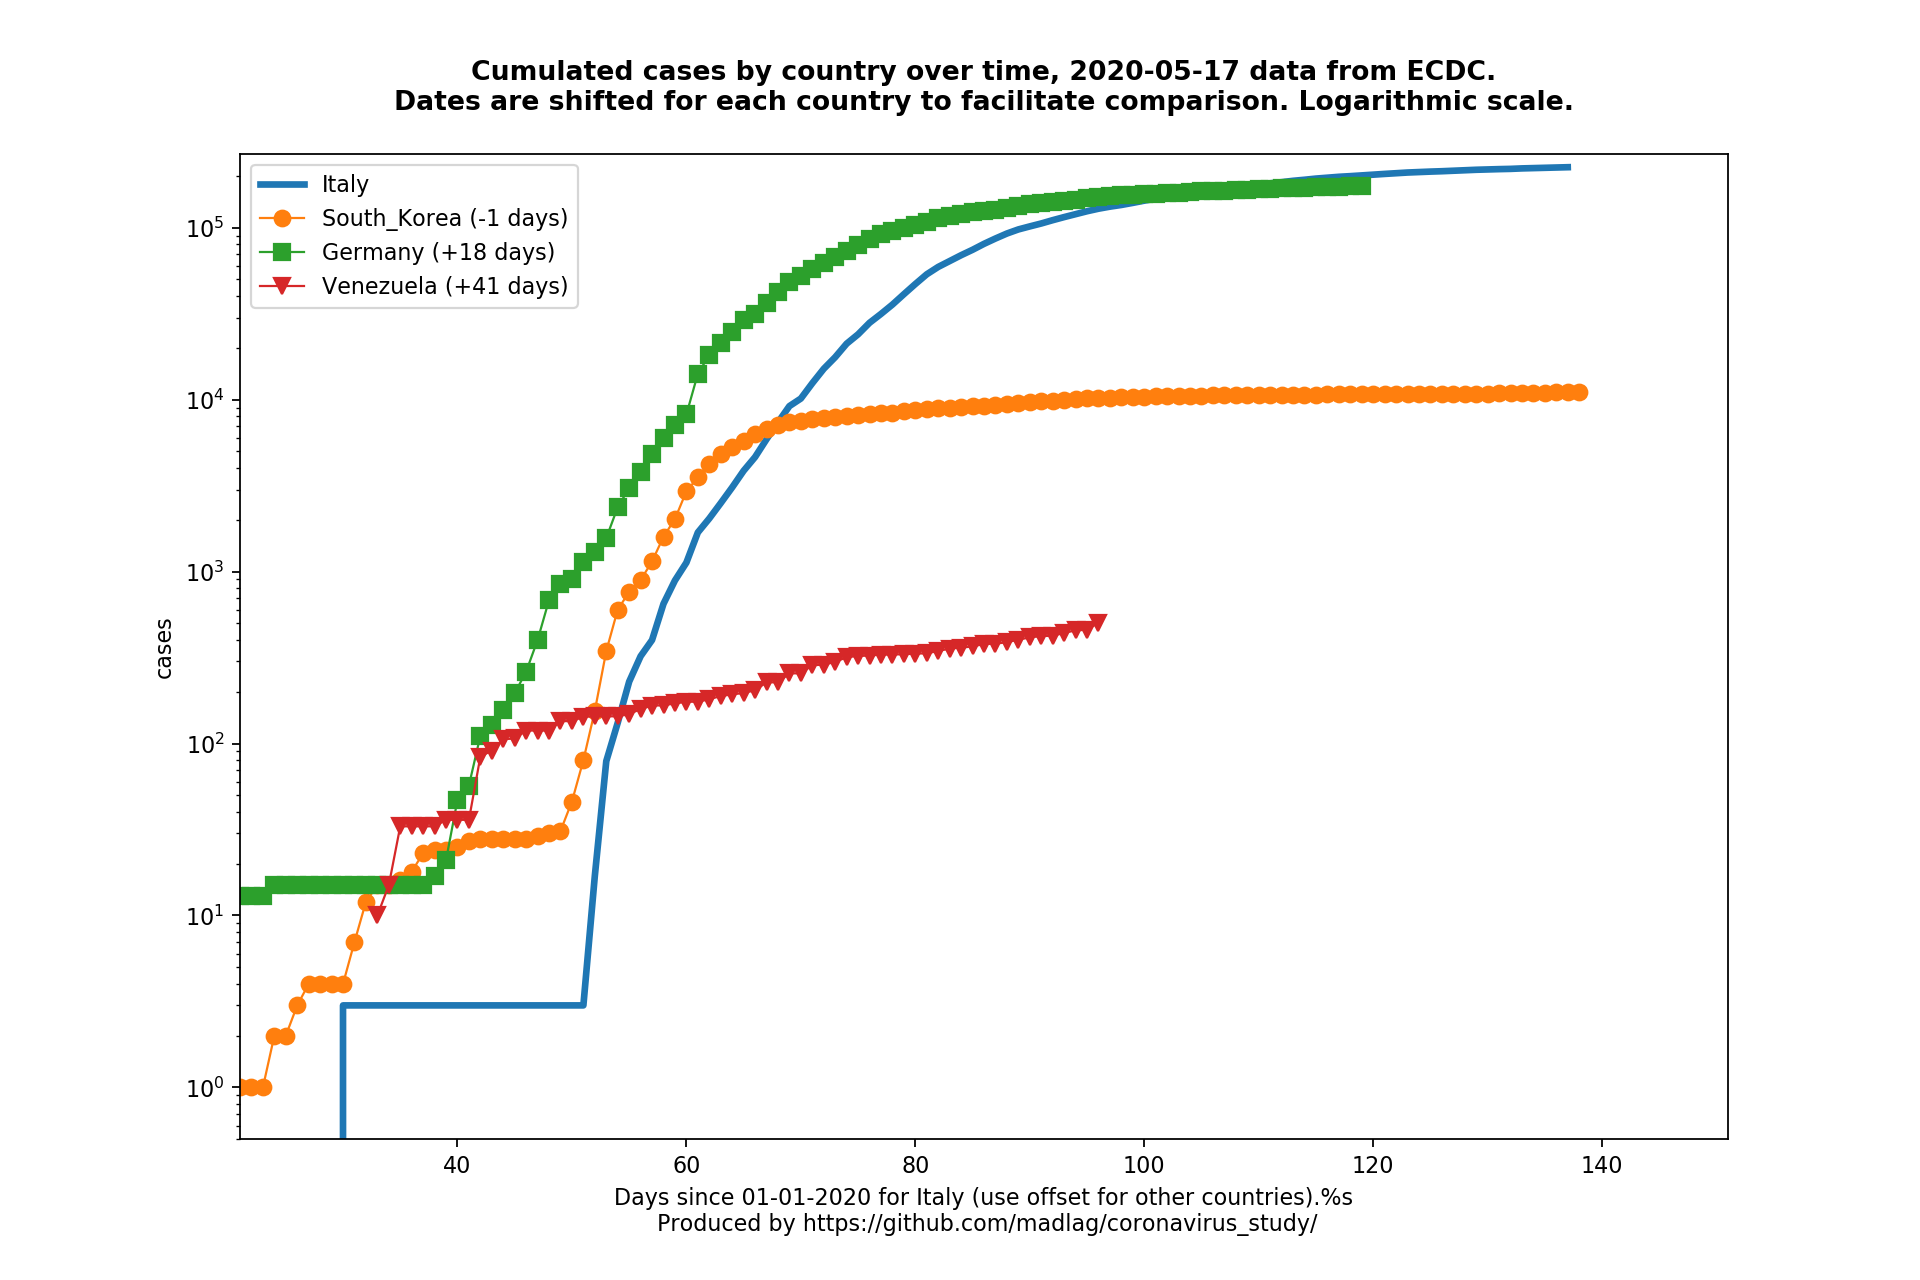 Cumulated cases by country over time, 2020-05-17 data from ECDC.
Dates are shifted for each country to facilitate comparison. Logarithmic scale.
Italy
South_Korea (-1 days)
Germany (+18 days)
Venezuela (+41 days)
10^5
10^4
10^3
10^2
10^1
10^0
cases
40 60 80 100 120 140
Days since 01-01-2020 for Italy (use offset for other countries).%s
Produced by https://github.com/madlag/coronavirus_study/